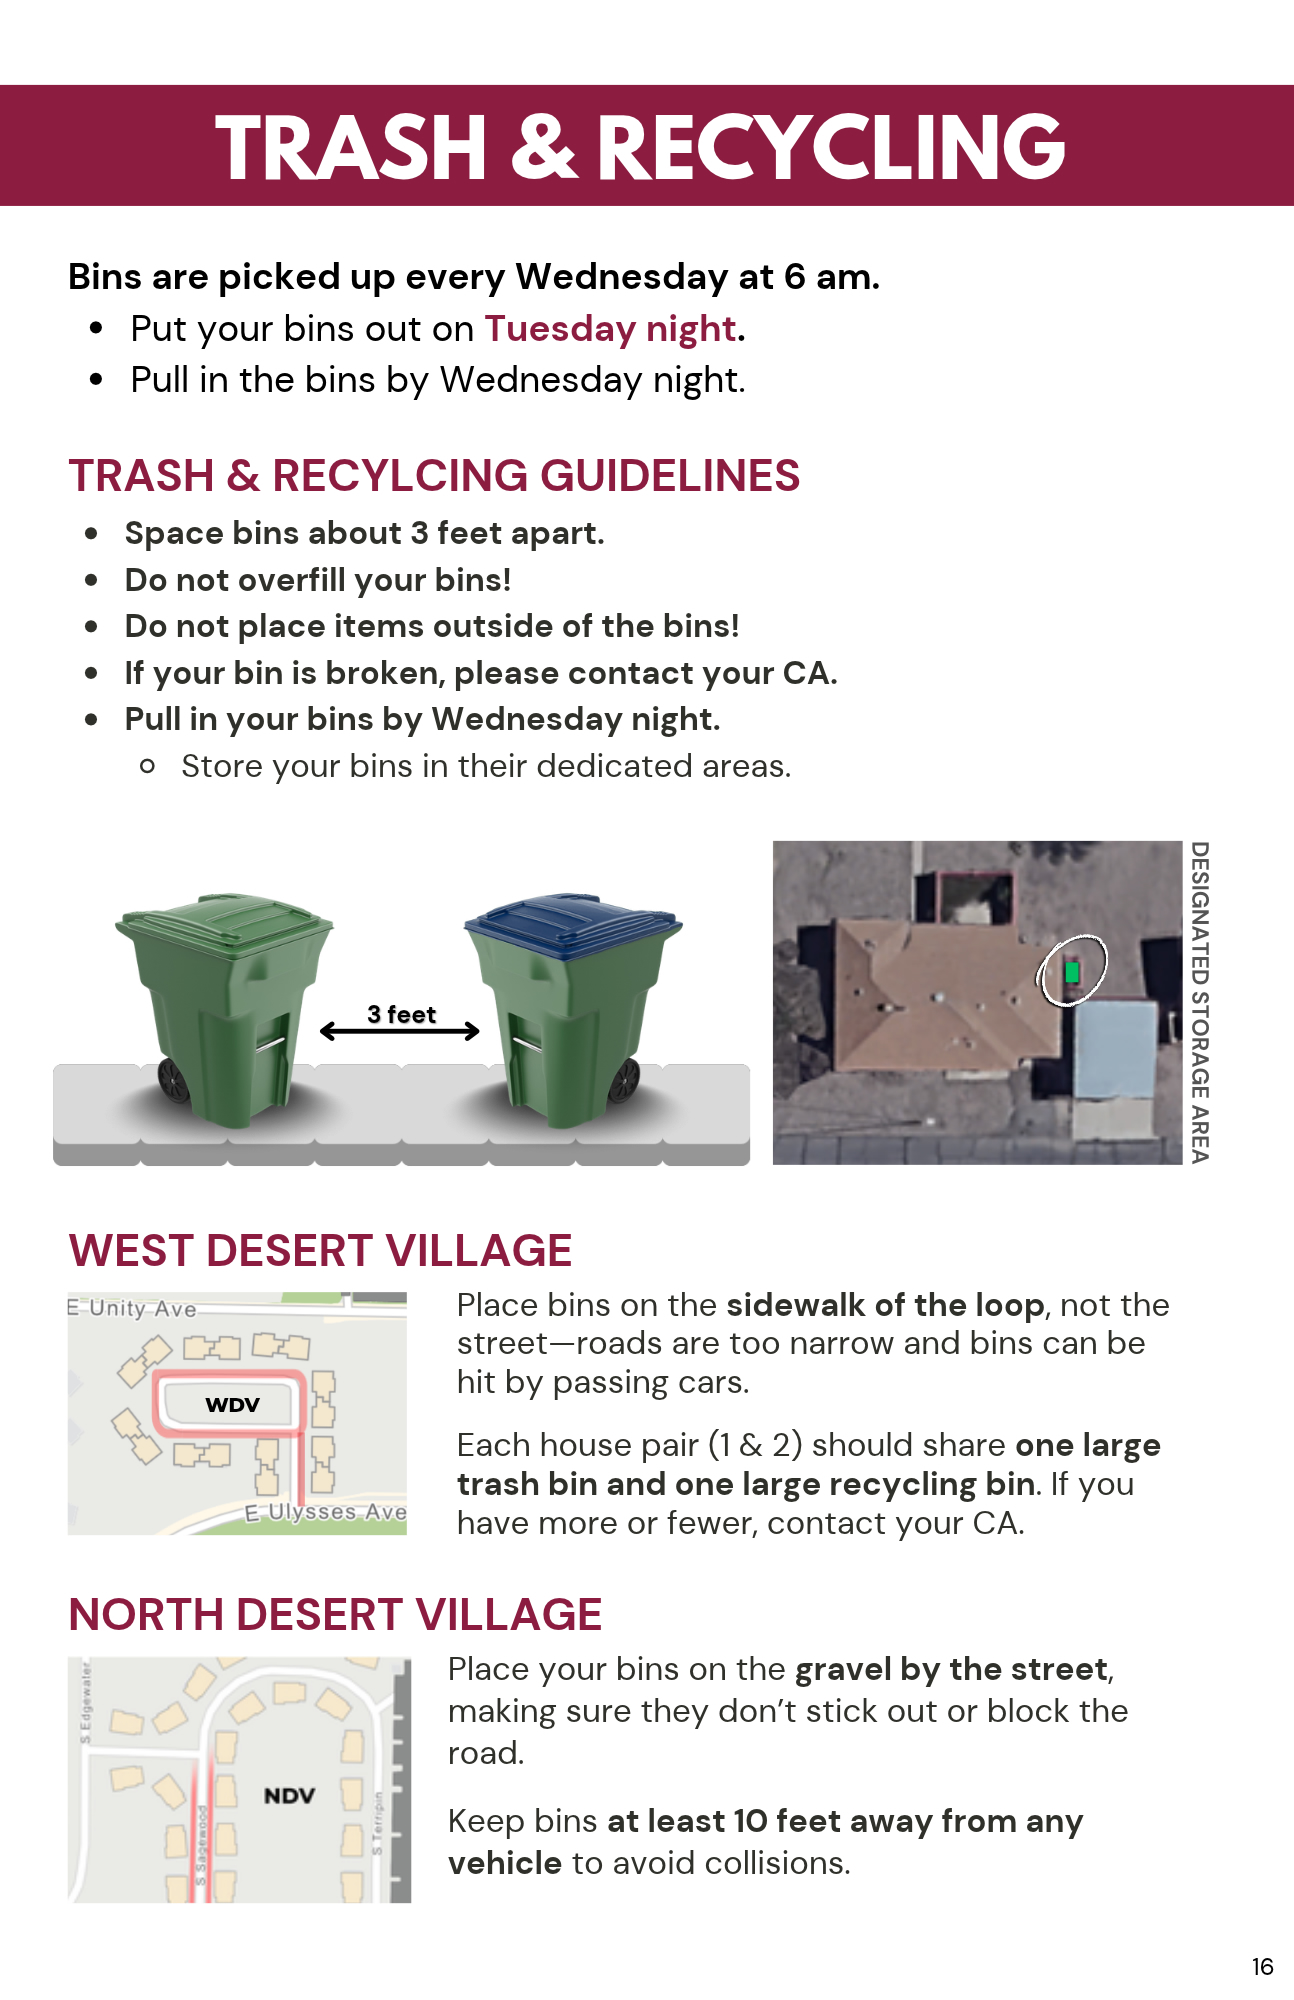 TRASH & RECYCLING
Bins are picked up every Wednesday at 6 am.
• Put your bins out on Tuesday night.
• Pull in the bins by Wednesday night.
TRASH & RECYLCING GUIDELINES
• Space bins about 3 feet apart.
• Do not overfill your bins!
• Do not place items outside of the bins!
• If your bin is broken, please contact your CA.
• Pull in your bins by Wednesday night.
○ Store your bins in their dedicated areas.
3 feet
DESIGNATED STORAGE AREA
WEST DESERT VILLAGE
E Unity Ave
WDV
E Ulysses Ave
Place bins on the sidewalk of the loop, not the
street—roads are too narrow and bins can be
hit by passing cars.
Each house pair (1 & 2) should share one large
trash bin and one large recycling bin. If you
have more or fewer, contact your CA.
NORTH DESERT VILLAGE
S Edgewater
NDV
S Sagewood
S Terripin
Place your bins on the gravel by the street,
making sure they don't stick out or block the
road.
Keep bins at least 10 feet away from any
vehicle to avoid collisions.
16